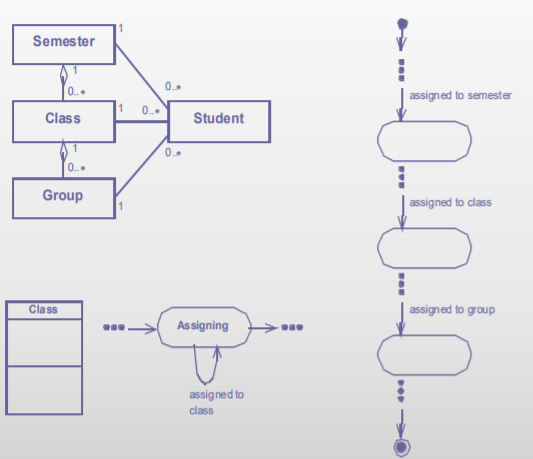 Semester
1
1
0..*
0..*
Class
1
0..*
Student
1
0..*
0..*
Group
1
assigned to semester
assigned to class
assigned to group
Class
Assigning
assigned to
class